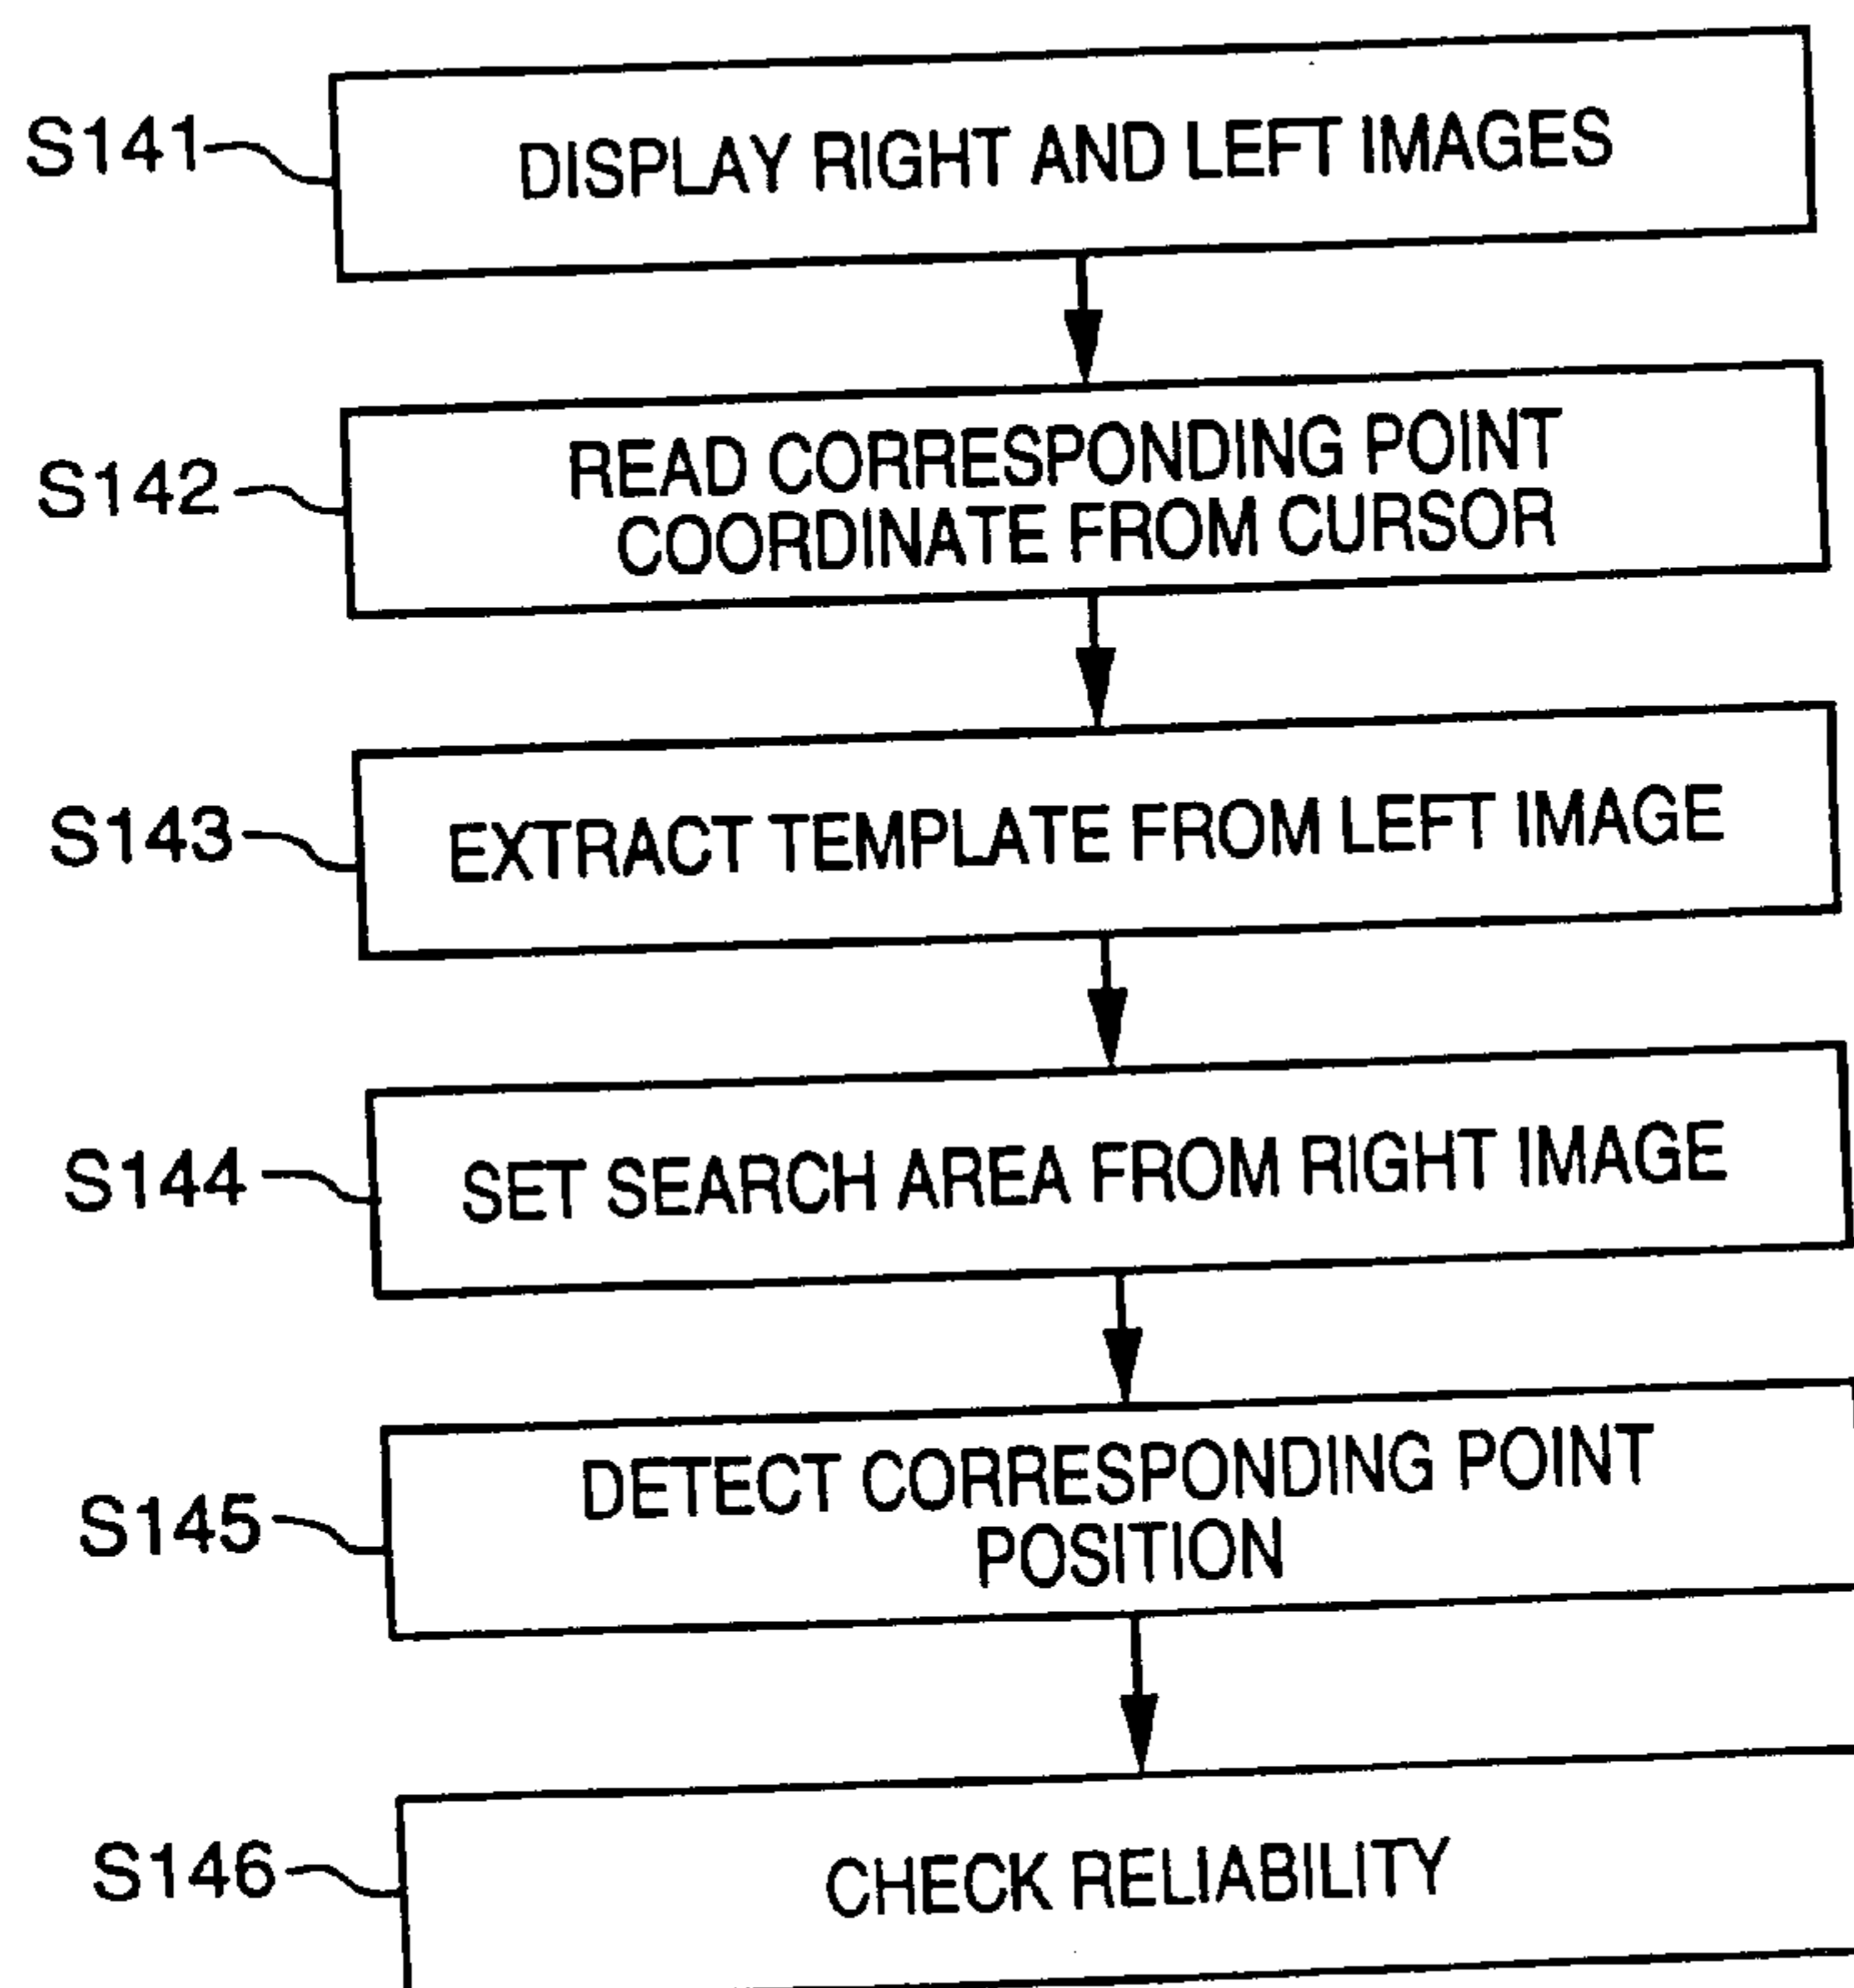 S141
DISPLAY RIGHT AND LEFT IMAGES
S142
READ CORRESPONDING POINT
COORDINATE FROM CURSOR
S143
EXTRACT TEMPLATE FROM LEFT IMAGE
S144
SET SEARCH AREA FROM RIGHT IMAGE
S145
DETECT CORRESPONDING POINT
POSITION
S146
CHECK RELIABILITY